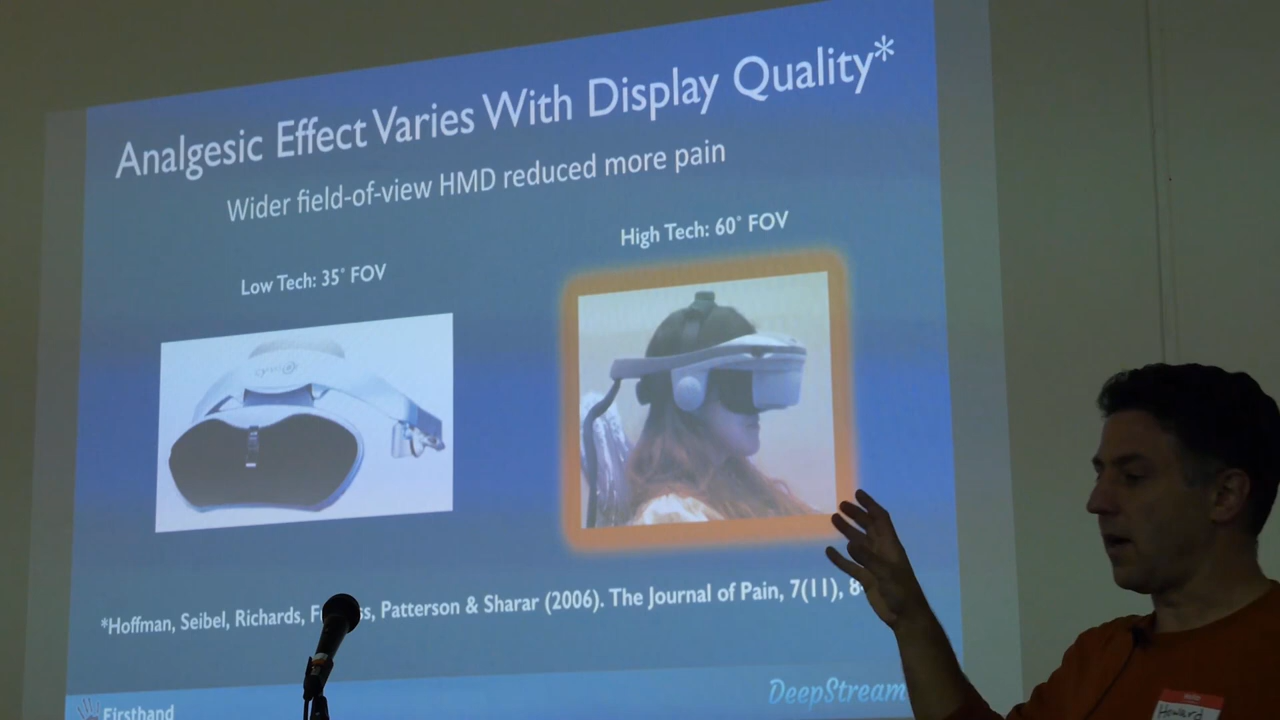 Analgesic Effect Varies With Display Quality*
Wider field-of-view HMD reduced more pain
Low Tech: 35° FOV
High Tech: 60° FOV
*Hoffman, Seibel, Richards, Patterson & Sharar (2006). The Journal of Pain, 7(11),
Firsthand
DeepStream
Howard